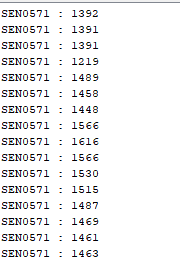 SEN0571 : 1392
SEN0571 : 1391
SEN0571 : 1391
SEN0571 : 1219
SEN0571 : 1489
SEN0571 : 1458
SEN0571 : 1448
SEN0571 : 1566
SEN0571 : 1616
SEN0571 : 1566
SEN0571 : 1530
SEN0571 : 1515
SEN0571 : 1487
SEN0571 : 1469
SEN0571 : 1461
SEN0571 : 1463